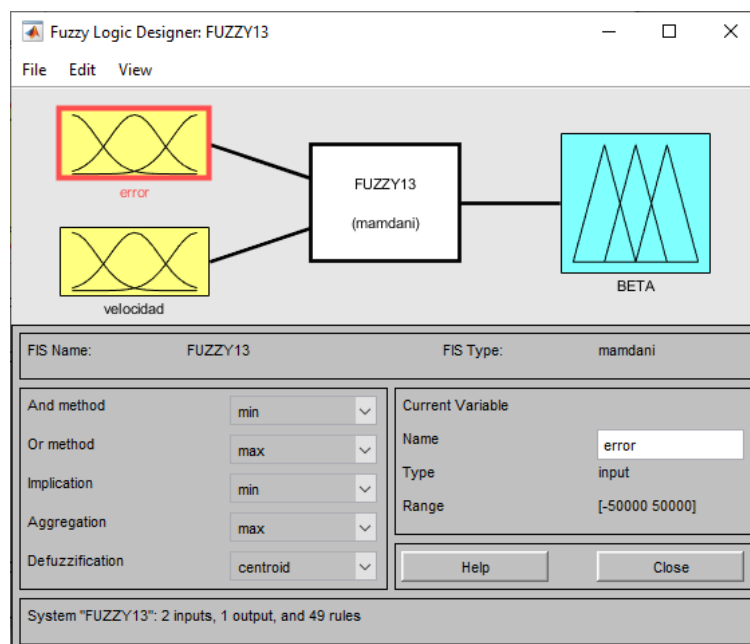 Fuzzy Logic Designer: FUZZY13
File Edit View
error
velocidad
FUZZY13
(mamdani)
BETA
FIS Name: FUZZY13 FIS Type: mamdani
And method min
Or method max
Implication min
Aggregation max
Defuzzification centroid
Current Variable
Name error
Type input
Range [-50000 50000]
Help Close
System "FUZZY13": 2 inputs, 1 output, and 49 rules